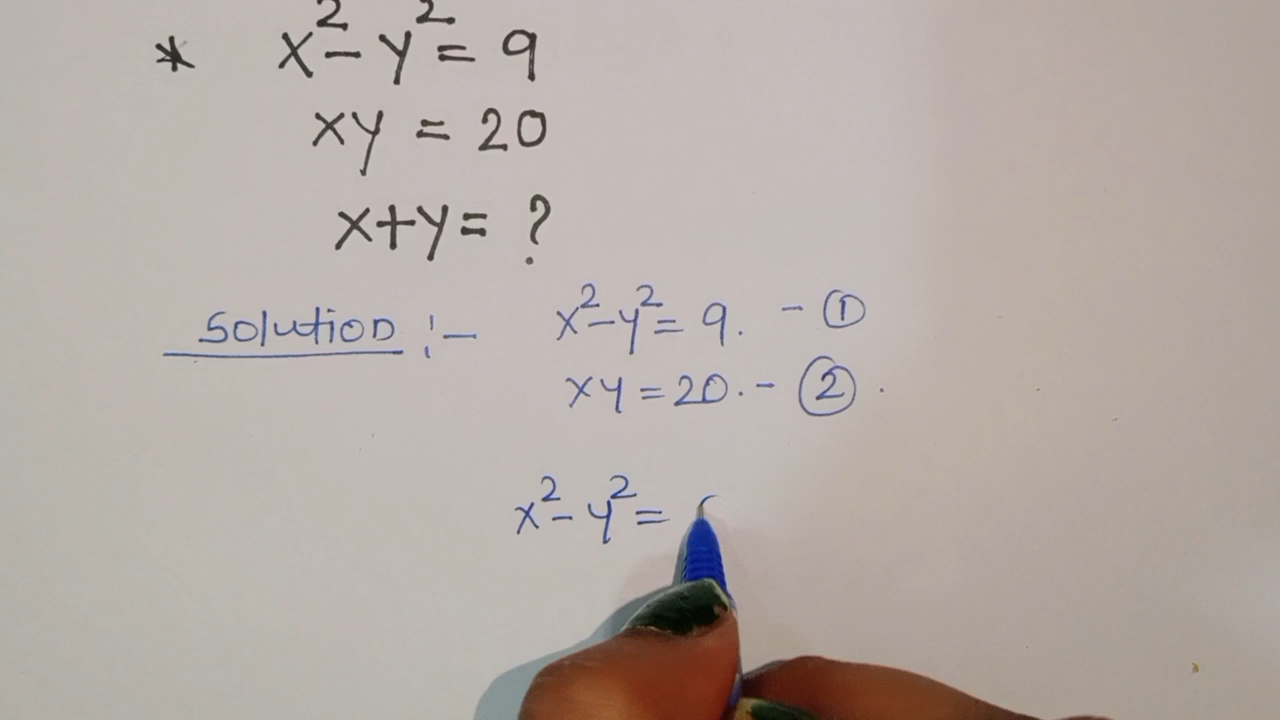 * x²-y²= 9
xy = 20
x+y= ?
Solution :- x²-y²= 9. - ①
xy = 20. - ② .
x²- y²=